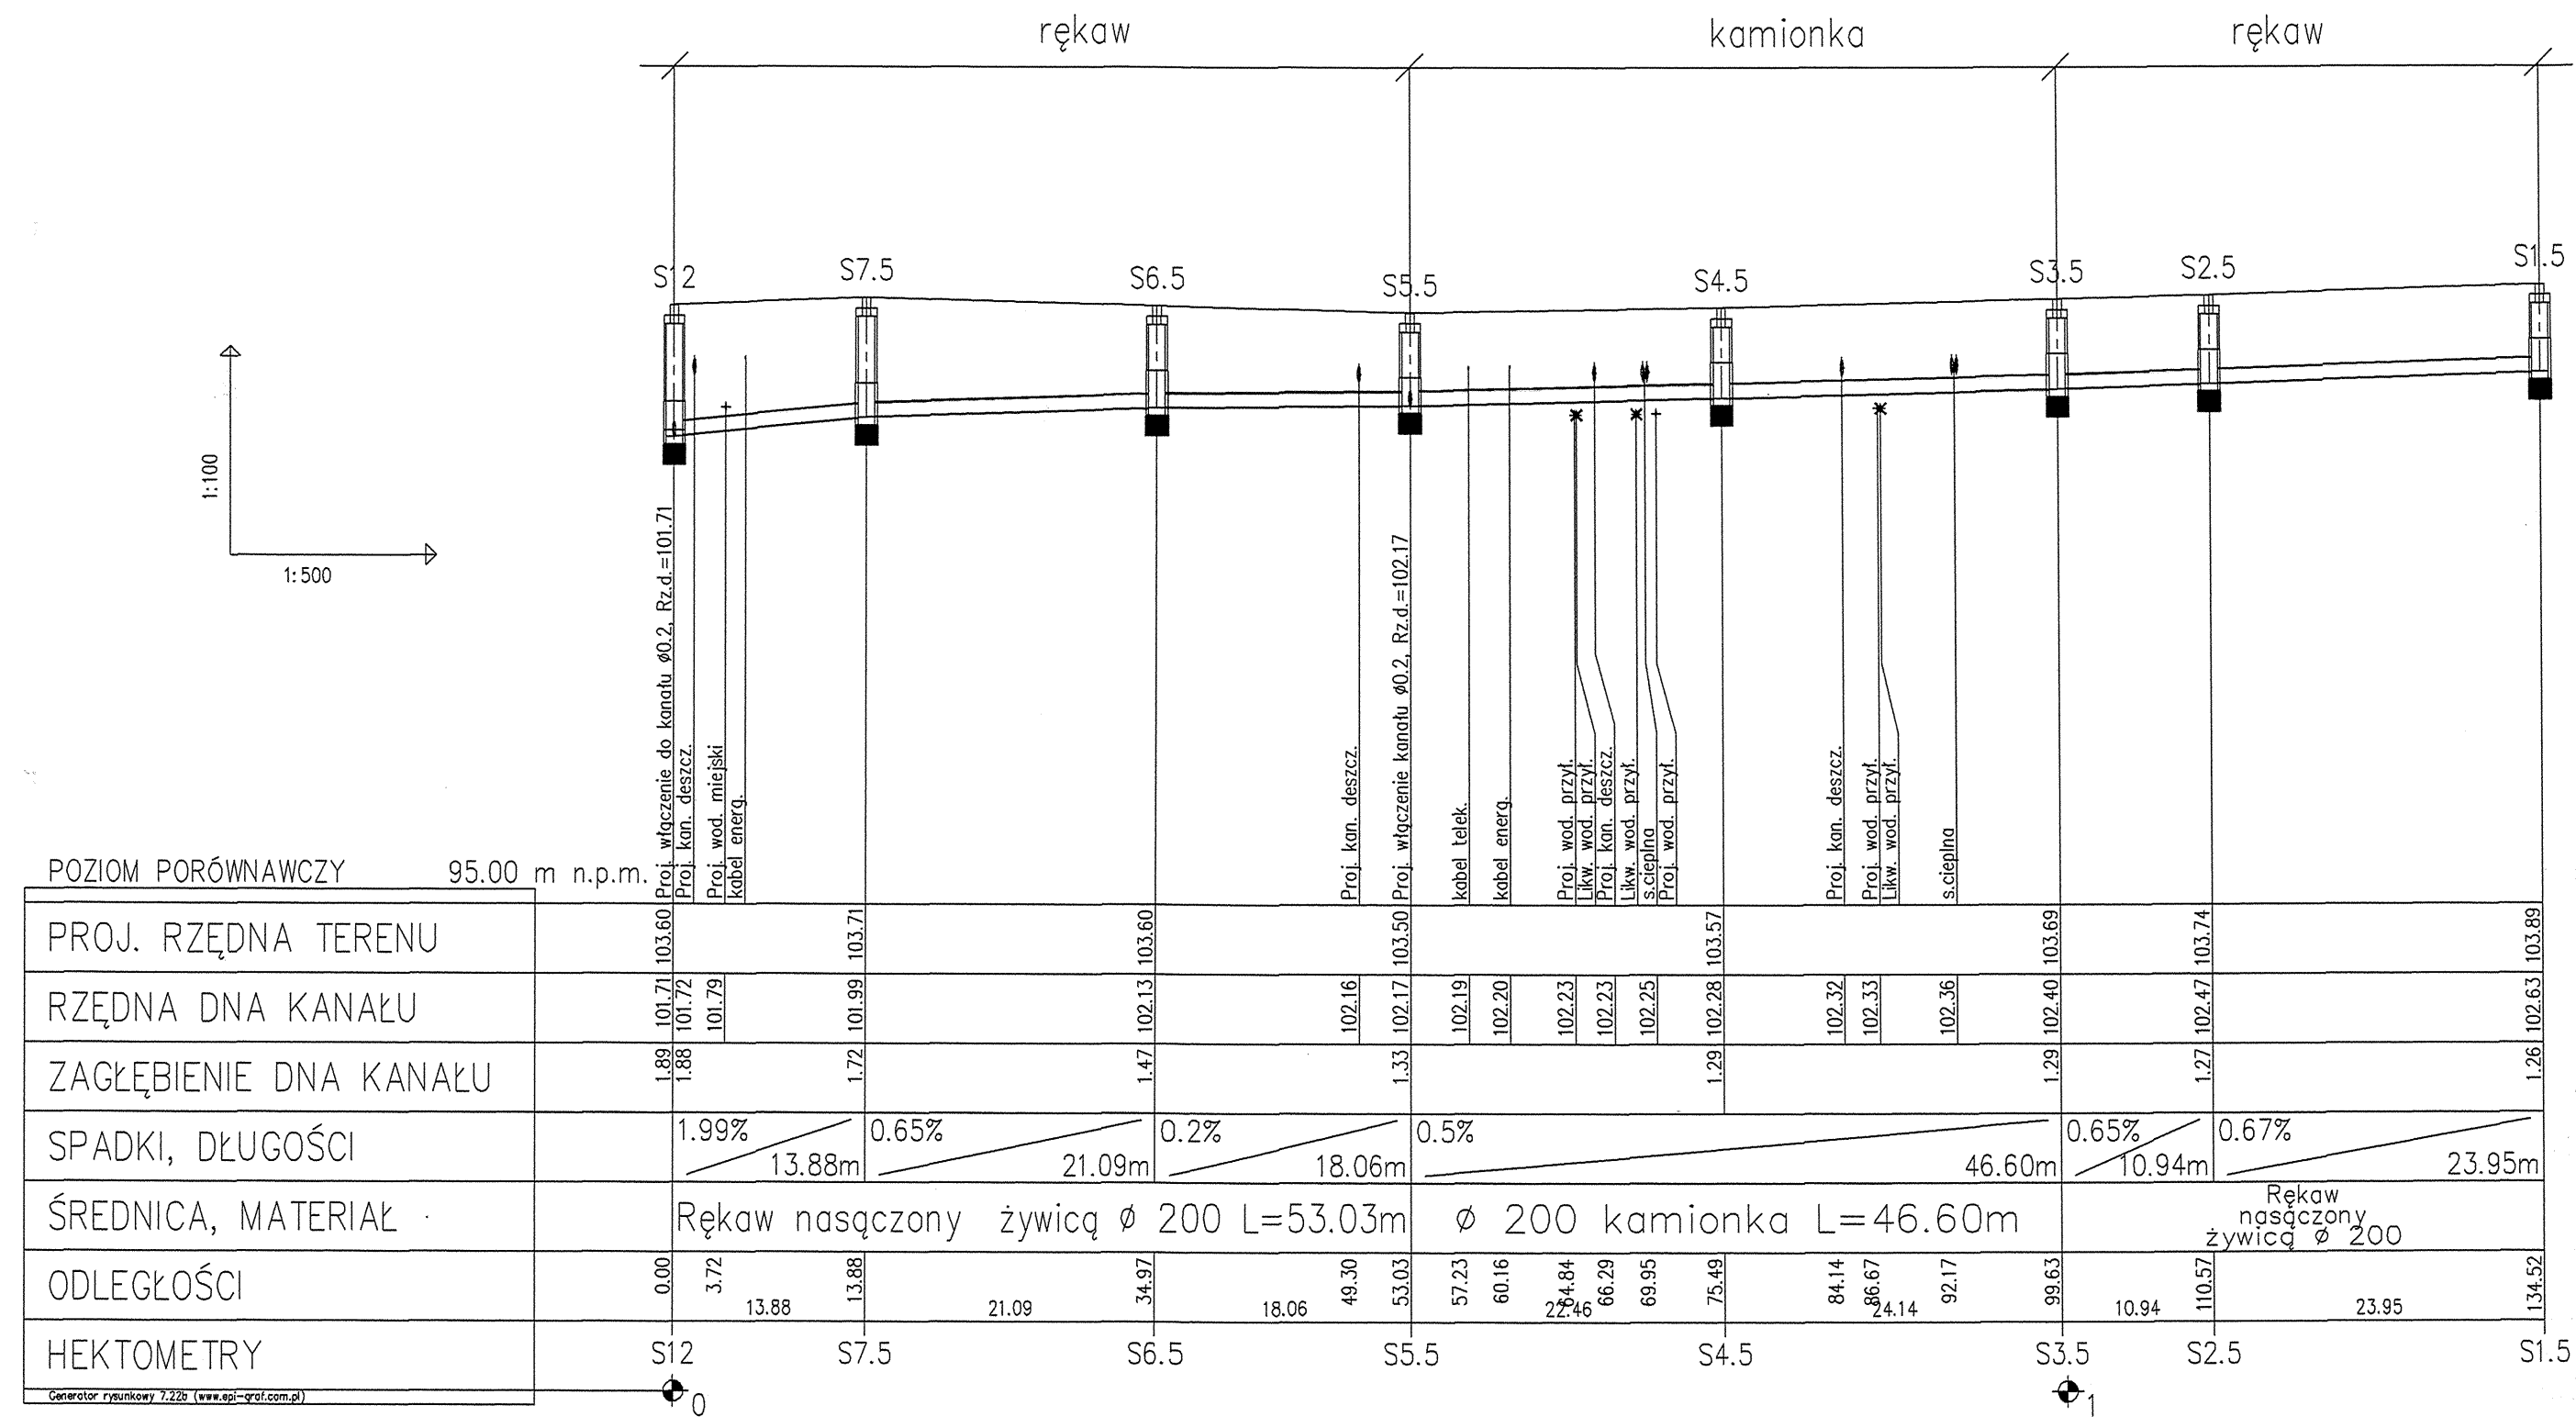 rękaw kamionka rękaw
S12 S7.5 S6.5 S5.5 S4.5 S3.5 S2.5 S1.5
1:100
1:500
Proj. włączenie do kanału ø0.2, Rz.d.=101.71
Proj. kan. deszcz.
Proj. wod. miejski
kabel energ.
Proj. kan. deszcz.
Proj. włączenie kanału ø0.2, Rz.d.=102.17
kabel telek.
kabel energ.
Proj. wod. przył.
Likw. wod. przył.
Proj. kan. deszcz.
Likw. wod. przył.
s.cieplna
Proj. wod. przył.
Proj. kan. deszcz.
Proj. wod. przył.
Likw. wod. przył.
s.cieplna
POZIOM PORÓWNAWCZY 95.00 m n.p.m.
PROJ. RZĘDNA TERENU 103.60 103.71 103.60 103.50 103.57 103.69 103.74 103.89
RZĘDNA DNA KANAŁU 101.71 101.72 101.79 101.99 102.13 102.16 102.17 102.19 102.20 102.23 102.23 102.25 102.28 102.32 102.33 102.36 102.40 102.47 102.63
ZAGŁĘBIENIE DNA KANAŁU 1.89 1.88 1.72 1.47 1.33 1.29 1.29 1.27 1.26
SPADKI, DŁUGOŚCI 1.99% 13.88m 0.65% 21.09m 0.2% 18.06m 0.5% 46.60m 0.65% 10.94m 0.67% 23.95m
ŚREDNICA, MATERIAŁ Rękaw nasączony żywicą ø 200 L=53.03m ø 200 kamionka L=46.60m
Rękaw
nasączony
żywicą ø 200
ODLEGŁOŚCI 0.00 3.72 13.88 34.97 49.30 53.03 57.23 60.16 64.84 66.29 69.95 75.49 84.14 86.67 92.17 99.63 110.57 134.52
13.88 21.09 18.06 22.46 24.14 10.94 23.95
HEKTOMETRY S12 S7.5 S6.5 S5.5 S4.5 S3.5 S2.5 S1.5
Generator rysunkowy 7.22b (www.epi-graf.com.pl)
0 1